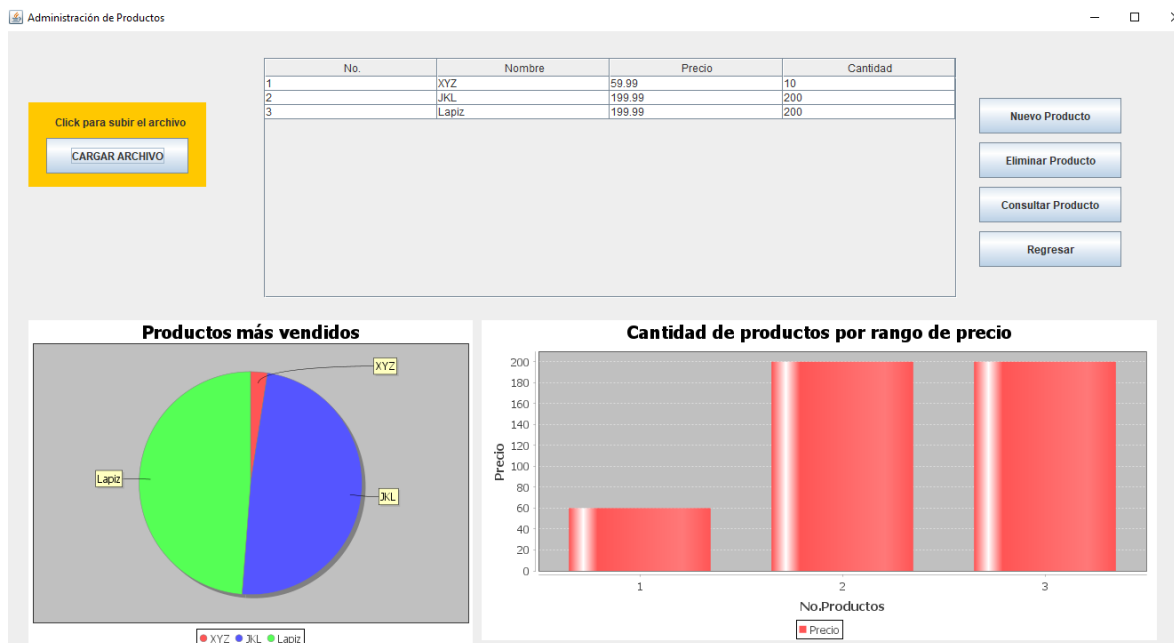 Administración de Productos
No. Nombre Precio Cantidad
1 XYZ 59.99 10
2 JKL 199.99 200
3 Lapiz 199.99 200
Click para subir el archivo
CARGAR ARCHIVO
Nuevo Producto
Eliminar Producto
Consultar Producto
Regresar
Productos más vendidos
XYZ
Lapiz
JKL
XYZ JKL Lapiz
Cantidad de productos por rango de precio
Precio
200
180
160
140
120
100
80
60
40
20
0
1 2 3
No.Productos
Precio